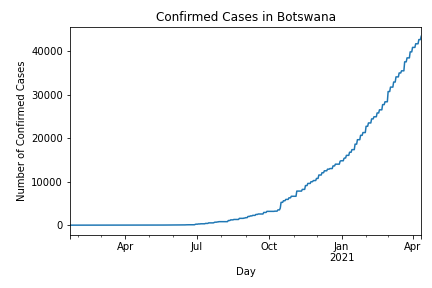 Confirmed Cases in Botswana
Number of Confirmed Cases
40000
30000
20000
10000
0
Apr Jul Oct Jan Apr
2021
Day